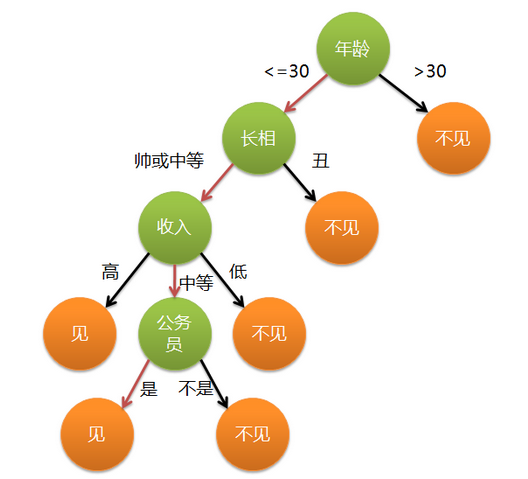 年龄
<=30
>30
长相
不见
帅或中等
丑
收入
不见
高
中等
低
见
公务
员
不见
是
不是
见
不见